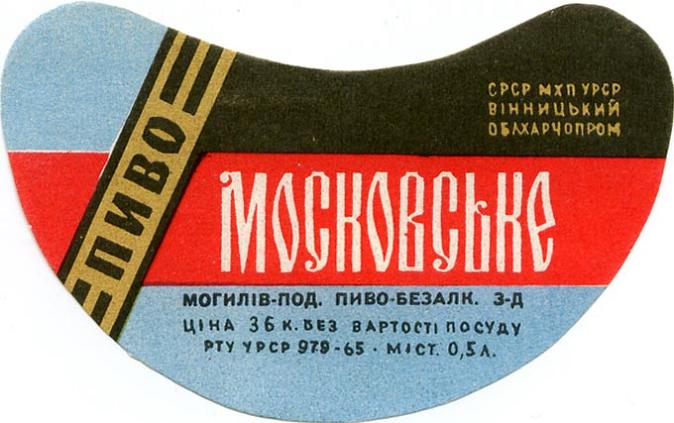 ПИВО
СРСР МХП УРСР
ВІННИЦЬКИЙ
ОБЛХАРЧОПРОМ
МОСКОВСЬКЕ
МОГИЛІВ-ПОД. ПИВО-БЕЗАЛК. З-Д
ЦІНА 36 К. БЕЗ ВАРТОСТІ ПОСУДУ
РТУ УРСР 979-65 · МІСТ. 0,5 Л.